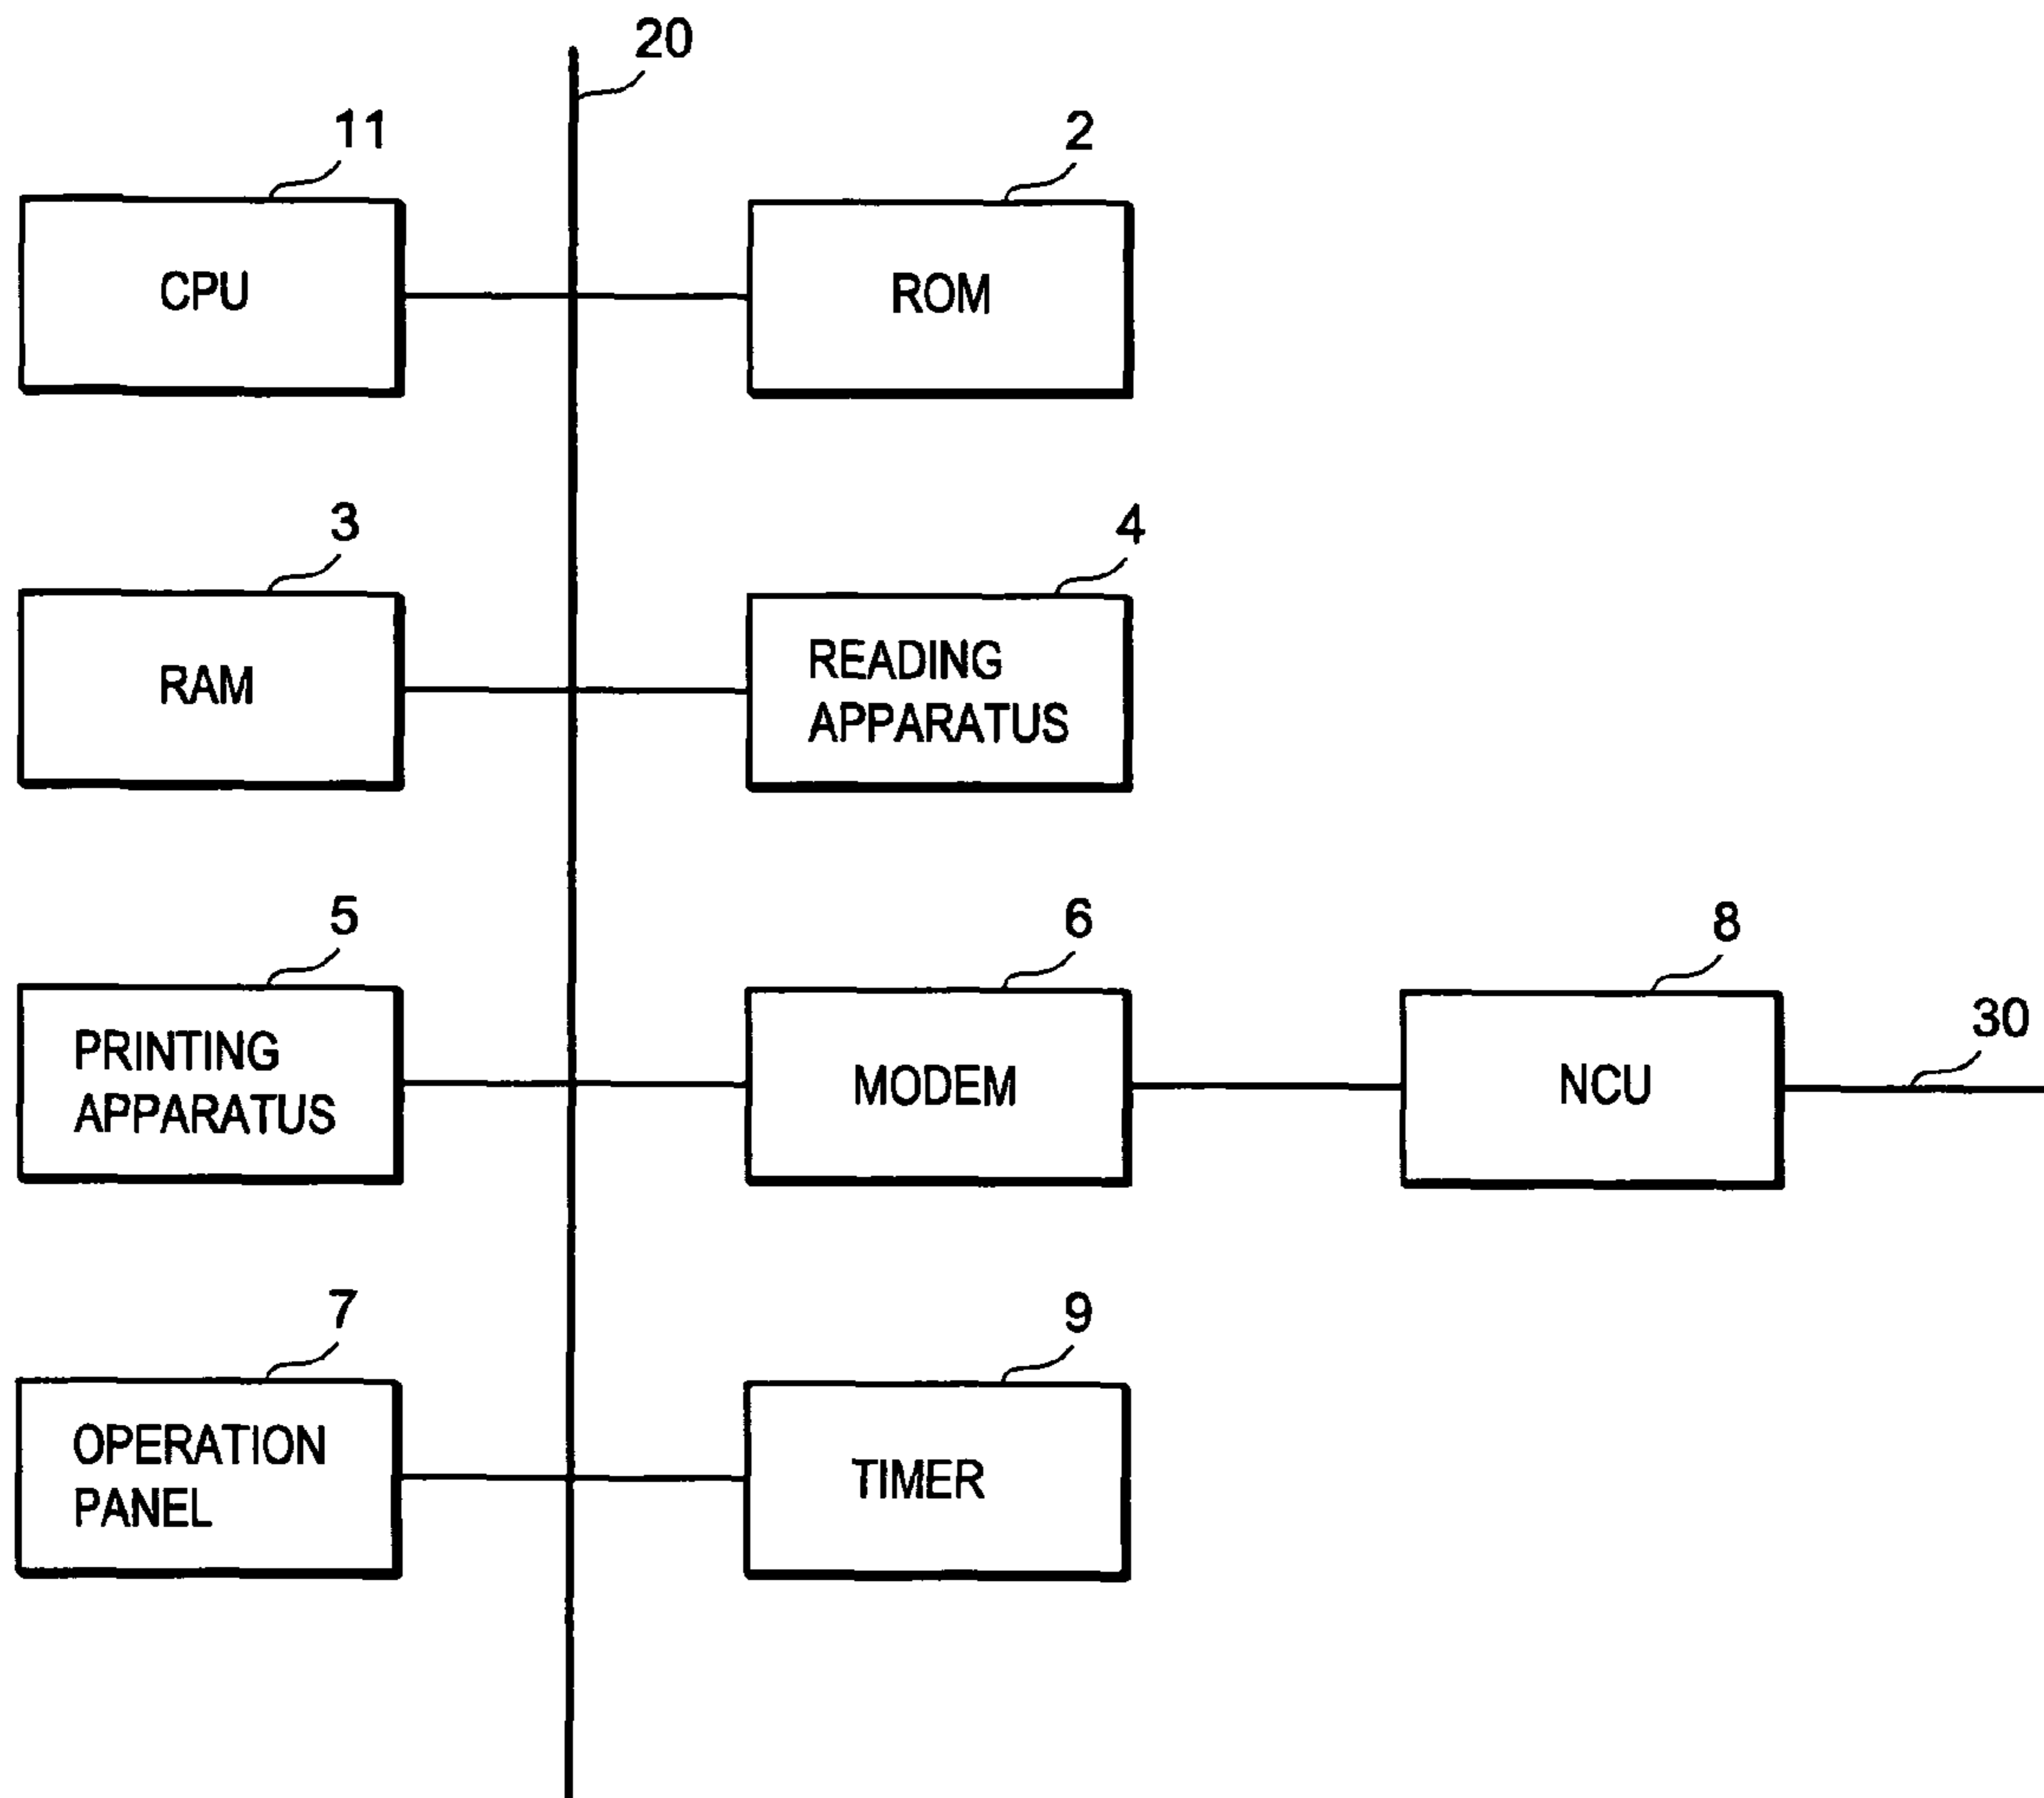 20
11
2
CPU
ROM
3
4
RAM
READING
APPARATUS
5
6
8
30
PRINTING
APPARATUS
MODEM
NCU
7
9
OPERATION
PANEL
TIMER